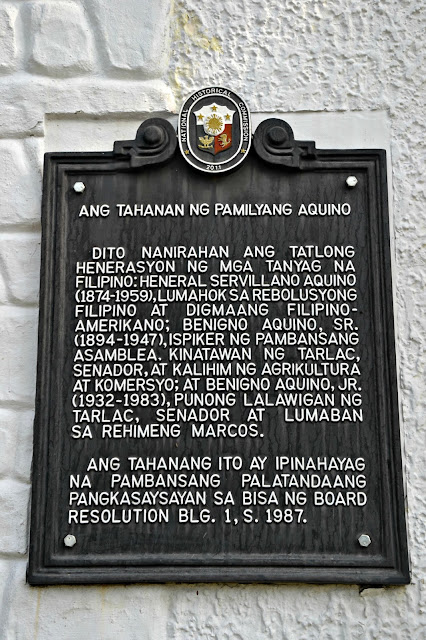 NATIONAL HISTORICAL COMMISSION
2011
ANG TAHANAN NG PAMILYANG AQUINO
DITO NANIRAHAN ANG TATLONG
HENERASYON NG MGA TANYAG NA
FILIPINO: HENERAL SERVILLANO AQUINO
(1874-1959), LUMAHOK SA REBOLUSYONG
FILIPINO AT DIGMAANG FILIPINO-
AMERIKANO; BENIGNO AQUINO, SR.
(1894-1947), ISPIKER NG PAMBANSANG
ASAMBLEA. KINATAWAN NG TARLAC,
SENADOR, AT KALIHIM NG AGRIKULTURA
AT KOMERSYO; AT BENIGNO AQUINO, JR.
(1932-1983), PUNONG LALAWIGAN NG
TARLAC, SENADOR AT LUMABAN
SA REHIMENG MARCOS.
ANG TAHANANG ITO AY IPINAHAYAG
NA PAMBANSANG PALATANDAANG
PANGKASAYSAYAN SA BISA NG BOARD
RESOLUTION BLG. 1, S. 1987.